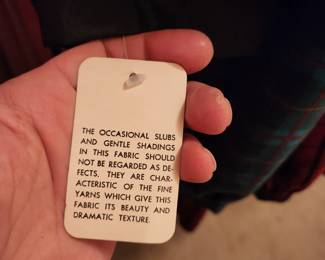 THE OCCASIONAL SLUBS
AND GENTLE SHADINGS
IN THIS FABRIC SHOULD
NOT BE REGARDED AS DE-
FECTS. THEY ARE CHAR-
ACTERISTIC OF THE FINE
YARNS WHICH GIVE THIS
FABRIC ITS BEAUTY AND
DRAMATIC TEXTURE.